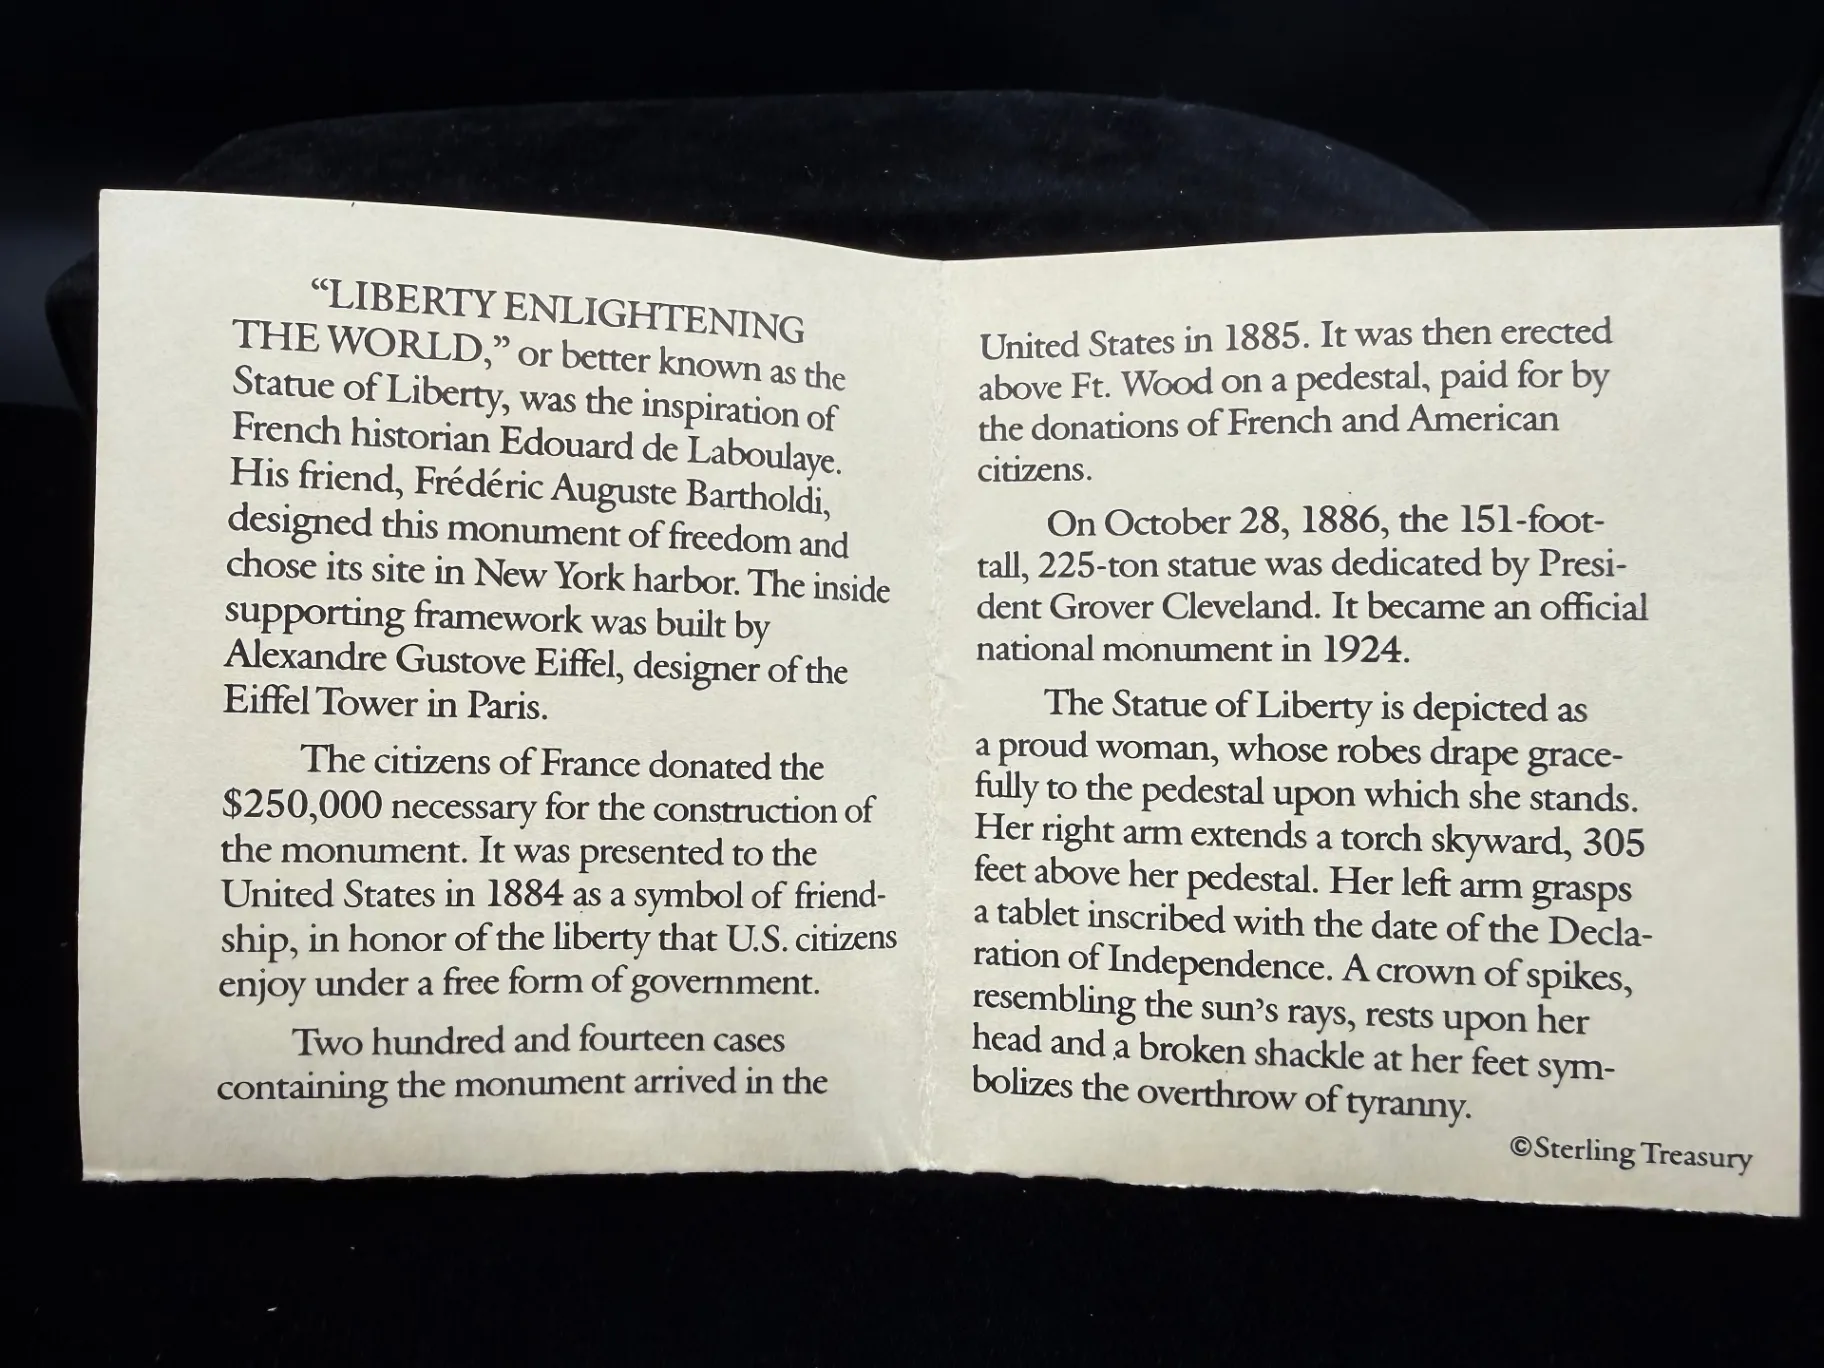 “LIBERTY ENLIGHTENING
THE WORLD,” or better known as the
Statue of Liberty, was the inspiration of
French historian Edouard de Laboulaye.
His friend, Frédéric Auguste Bartholdi,
designed this monument of freedom and
chose its site in New York harbor. The inside
supporting framework was built by
Alexandre Gustove Eiffel, designer of the
Eiffel Tower in Paris.
The citizens of France donated the
$250,000 necessary for the construction of
the monument. It was presented to the
United States in 1884 as a symbol of friend-
ship, in honor of the liberty that U.S. citizens
enjoy under a free form of government.
Two hundred and fourteen cases
containing the monument arrived in the
United States in 1885. It was then erected
above Ft. Wood on a pedestal, paid for by
the donations of French and American
citizens.
On October 28, 1886, the 151-foot-
tall, 225-ton statue was dedicated by Presi-
dent Grover Cleveland. It became an official
national monument in 1924.
The Statue of Liberty is depicted as
a proud woman, whose robes drape grace-
fully to the pedestal upon which she stands.
Her right arm extends a torch skyward, 305
feet above her pedestal. Her left arm grasps
a tablet inscribed with the date of the Decla-
ration of Independence. A crown of spikes,
resembling the sun’s rays, rests upon her
head and a broken shackle at her feet sym-
bolizes the overthrow of tyranny.
©Sterling Treasury